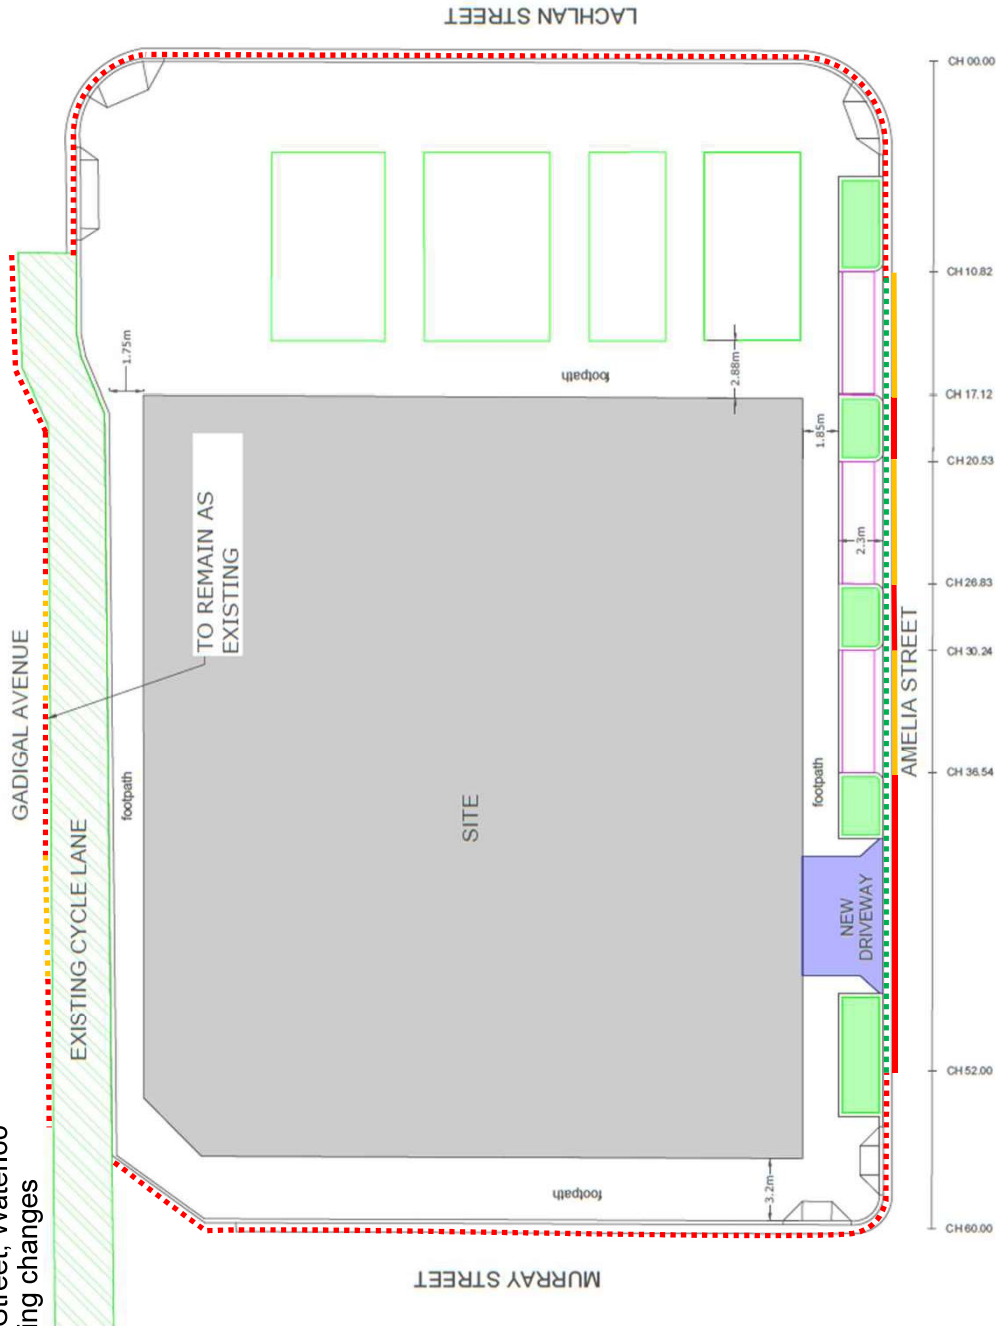 LACHLAN STREET
CH 00.00
CH 10.82
1.75m
footpath
2.88m
CH 17.12
1.85m
CH 20.53
TO REMAIN AS
EXISTING
2.3m
CH 26.83
GADIGAL AVENUE
CH 30.24
AMELIA STREET
footpath
footpath
CH 36.54
SITE
EXISTING CYCLE LANE
NEW
DRIVEWAY
CH 52.00
Street, Waterloo
ing changes
footpath
3.2m
CH 60.00
MURRAY STREET